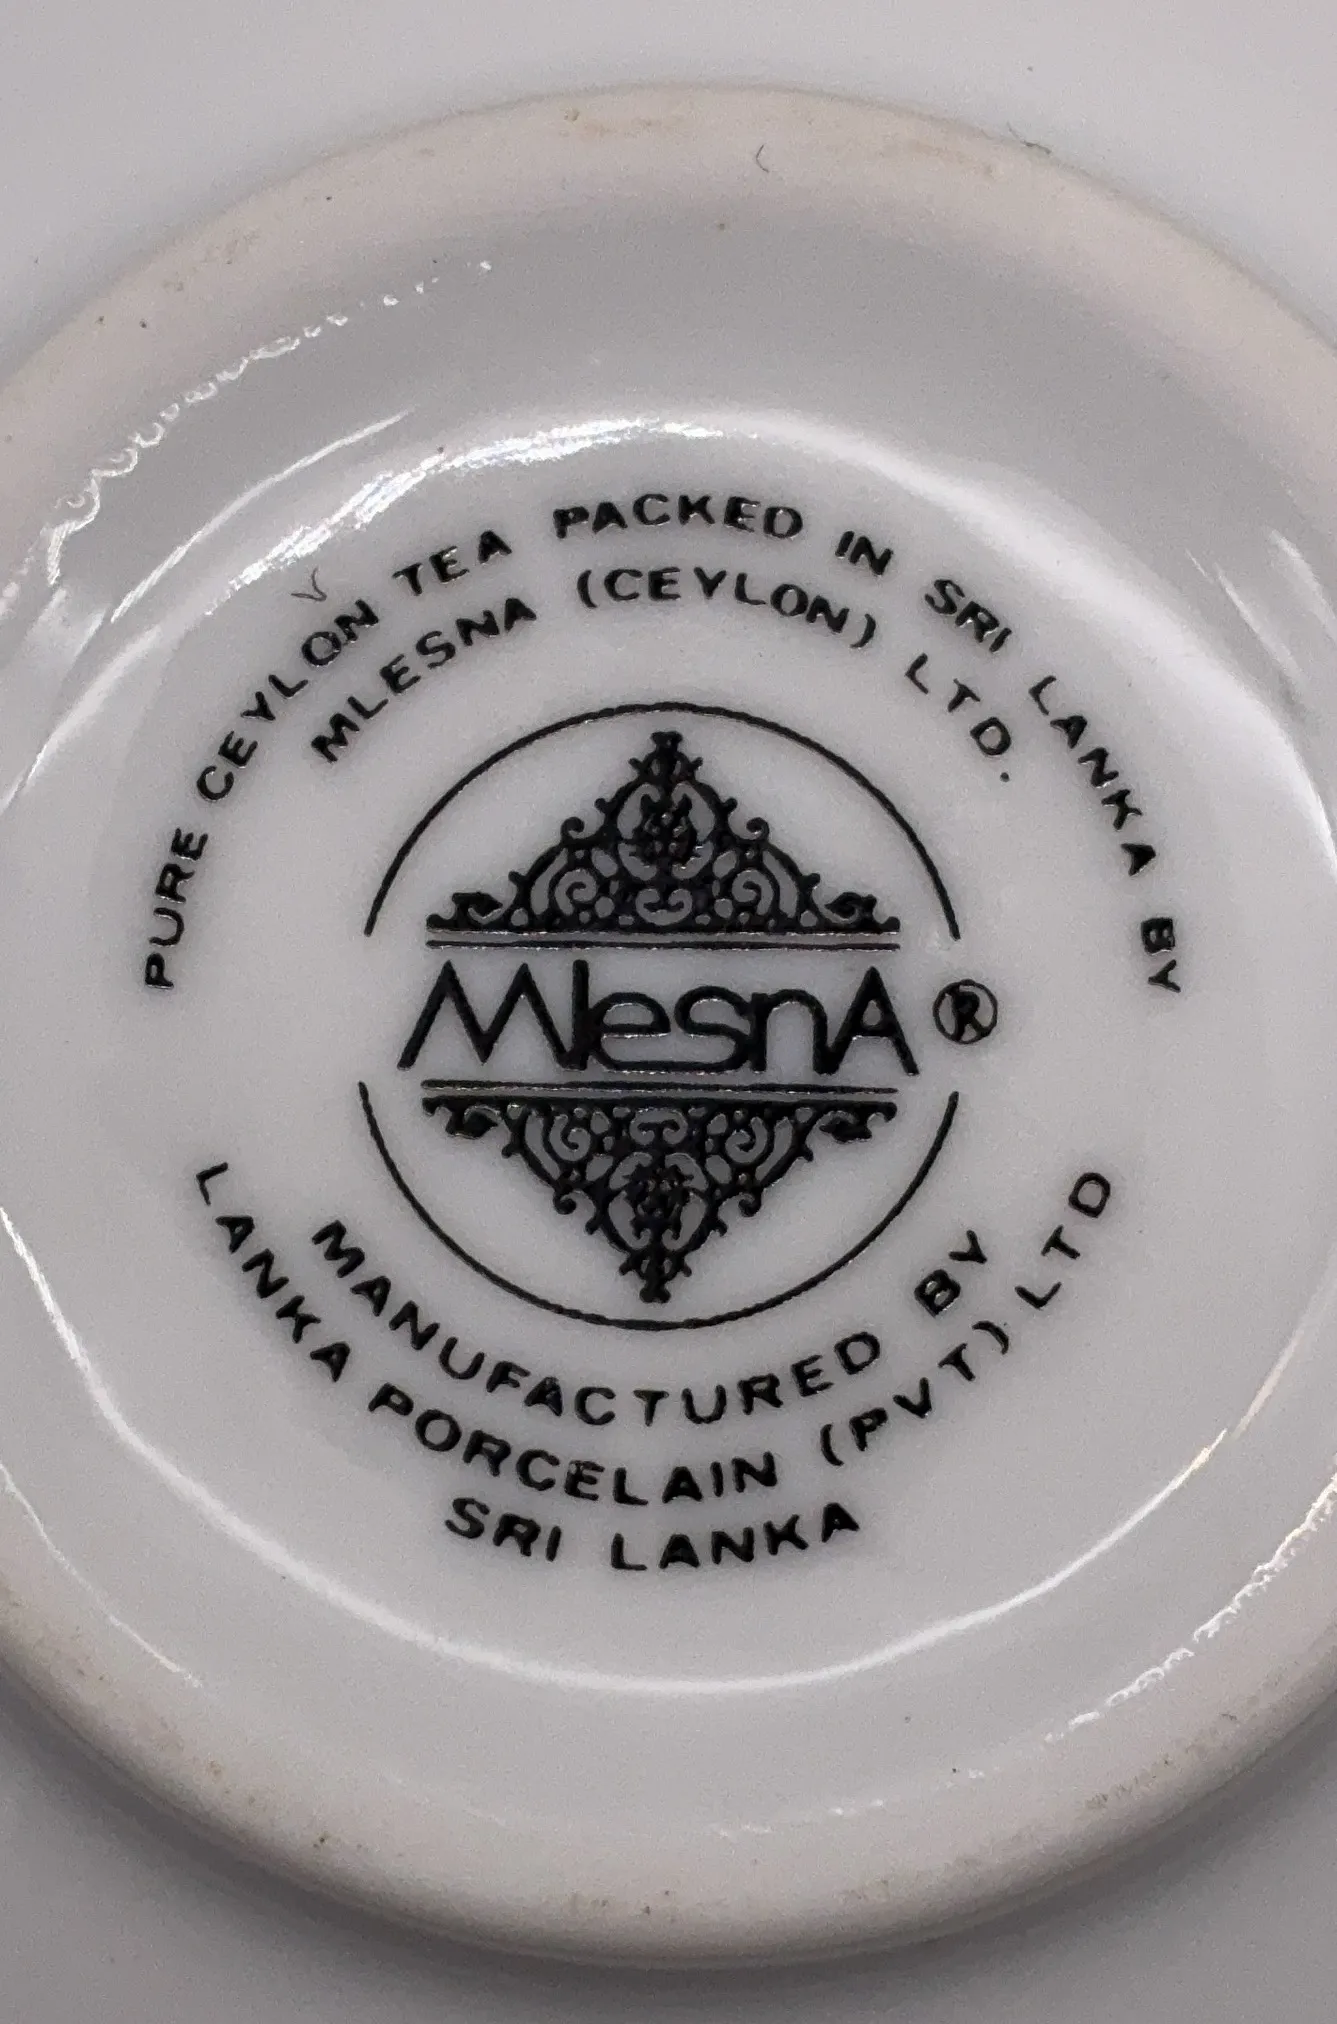 PURE CEYLON TEA PACKED IN SRI LANKA BY
MLESNA (CEYLON) LTD.
MlesnA ®
MANUFACTURED BY
LANKA PORCELAIN (PVT) LTD
SRI LANKA